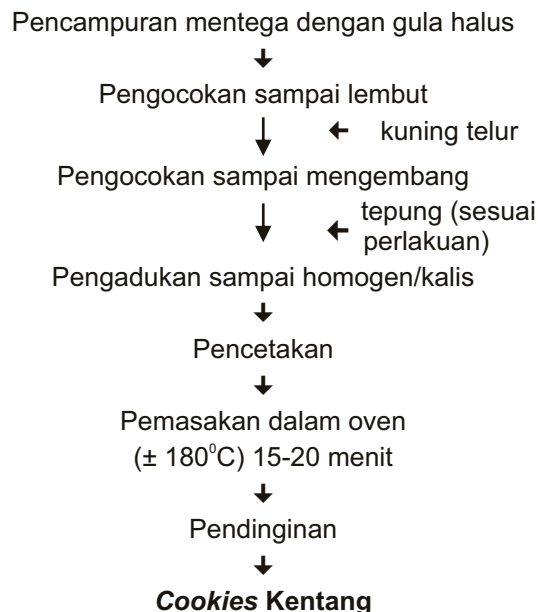 Pencampuran mentega dengan gula halus
Pengocokan sampai lembut
kuning telur
Pengocokan sampai mengembang
tepung (sesuai
perlakuan)
Pengadukan sampai homogen/kalis
Pencetakan
Pemasakan dalam oven
(± 180⁰C) 15-20 menit
Pendinginan
Cookies Kentang